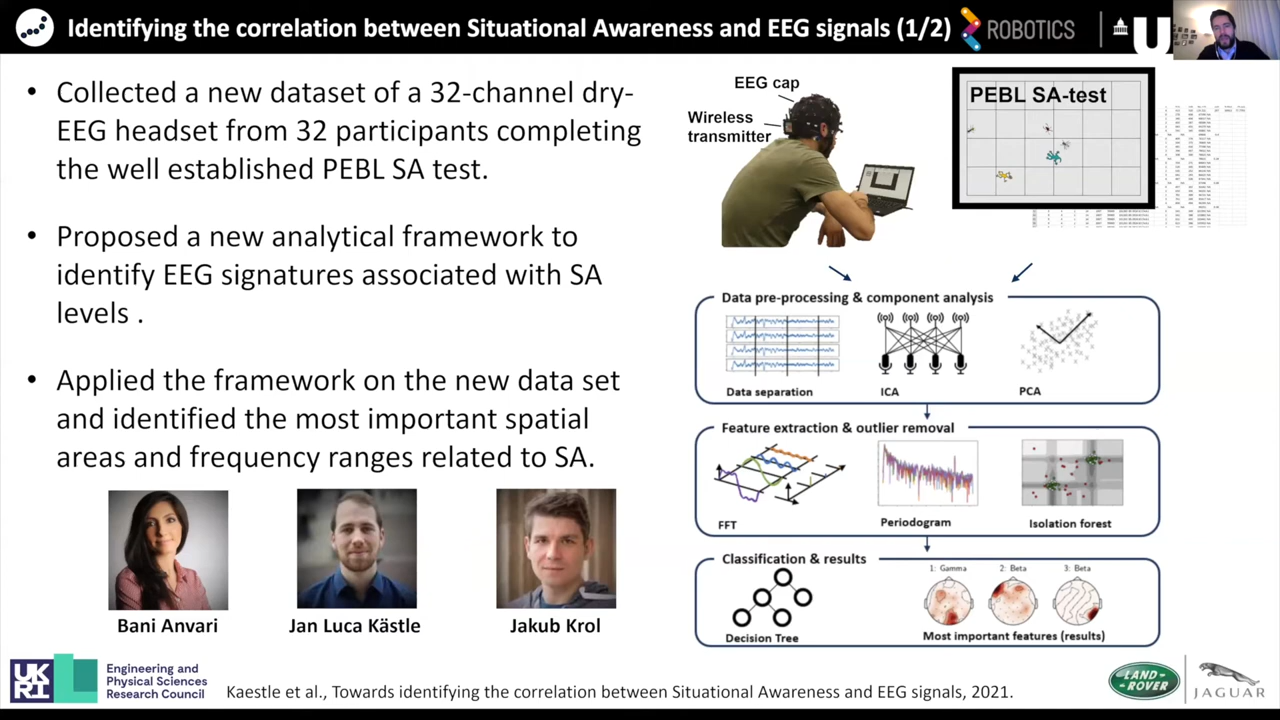 Identifying the correlation between Situational Awareness and EEG signals (1/2)
ROBOTICS
U
• Collected a new dataset of a 32-channel dry-
EEG headset from 32 participants completing
the well established PEBL SA test.
• Proposed a new analytical framework to
identify EEG signatures associated with SA
levels .
• Applied the framework on the new data set
and identified the most important spatial
areas and frequency ranges related to SA.
Bani Anvari
Jan Luca Kästle
Jakub Krol
EEG cap
Wireless
transmitter
PEBL SA-test
Data pre-processing & component analysis
Data separation
ICA
PCA
Feature extraction & outlier removal
FFT
Periodogram
Isolation forest
Classification & results
1: Gamma
2: Beta
3: Beta
Decision Tree
Most important features (results)
UK
RI
Engineering and
Physical Sciences
Research Council
Kaestle et al., Towards identifying the correlation between Situational Awareness and EEG signals, 2021.
LAND-
ROVER
JAGUAR